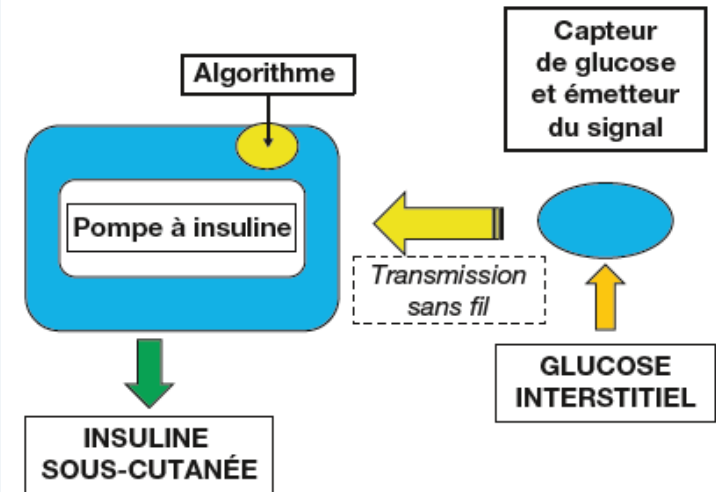 Capteur
de glucose
et émetteur
du signal
Algorithme
Pompe à insuline
Transmission
sans fil
GLUCOSE
INTERSTITIEL
INSULINE
SOUS-CUTANÉE